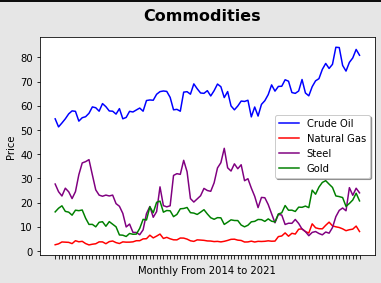 Commodities
80
70
60
50
40
30
20
10
0
Price
Crude Oil
Natural Gas
Steel
Gold
Monthly From 2014 to 2021